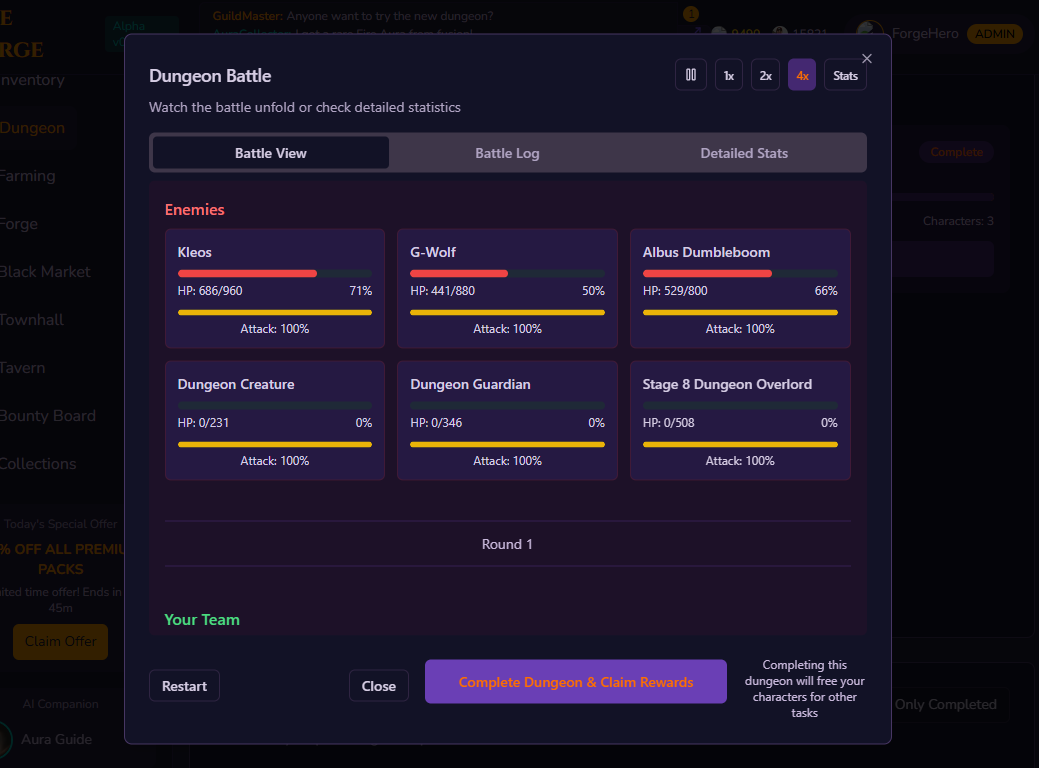 GuildMaster: Anyone want to try the new dungeon?
Alpha
ForgeHero ADMIN
Dungeon Battle
1x
2x
4x
Stats
Watch the battle unfold or check detailed statistics
Battle View
Battle Log
Detailed Stats
Enemies
Kleos
HP: 686/960
71%
Attack: 100%
G-Wolf
HP: 441/880
50%
Attack: 100%
Albus Dumbleboom
HP: 529/800
66%
Attack: 100%
Dungeon Creature
HP: 0/231
0%
Attack: 100%
Dungeon Guardian
HP: 0/346
0%
Attack: 100%
Stage 8 Dungeon Overlord
HP: 0/508
0%
Attack: 100%
Round 1
Your Team
Restart
Close
Complete Dungeon & Claim Rewards
Completing this
dungeon will free your
characters for other
tasks
nventory
Dungeon
Farming
Forge
Black Market
Townhall
Tavern
Bounty Board
Collections
Today's Special Offer
% OFF ALL PREMIU
PACKS
ited time offer! Ends in
45m
Claim Offer
AI Companion
Aura Guide
Complete
Characters: 3
Only Completed